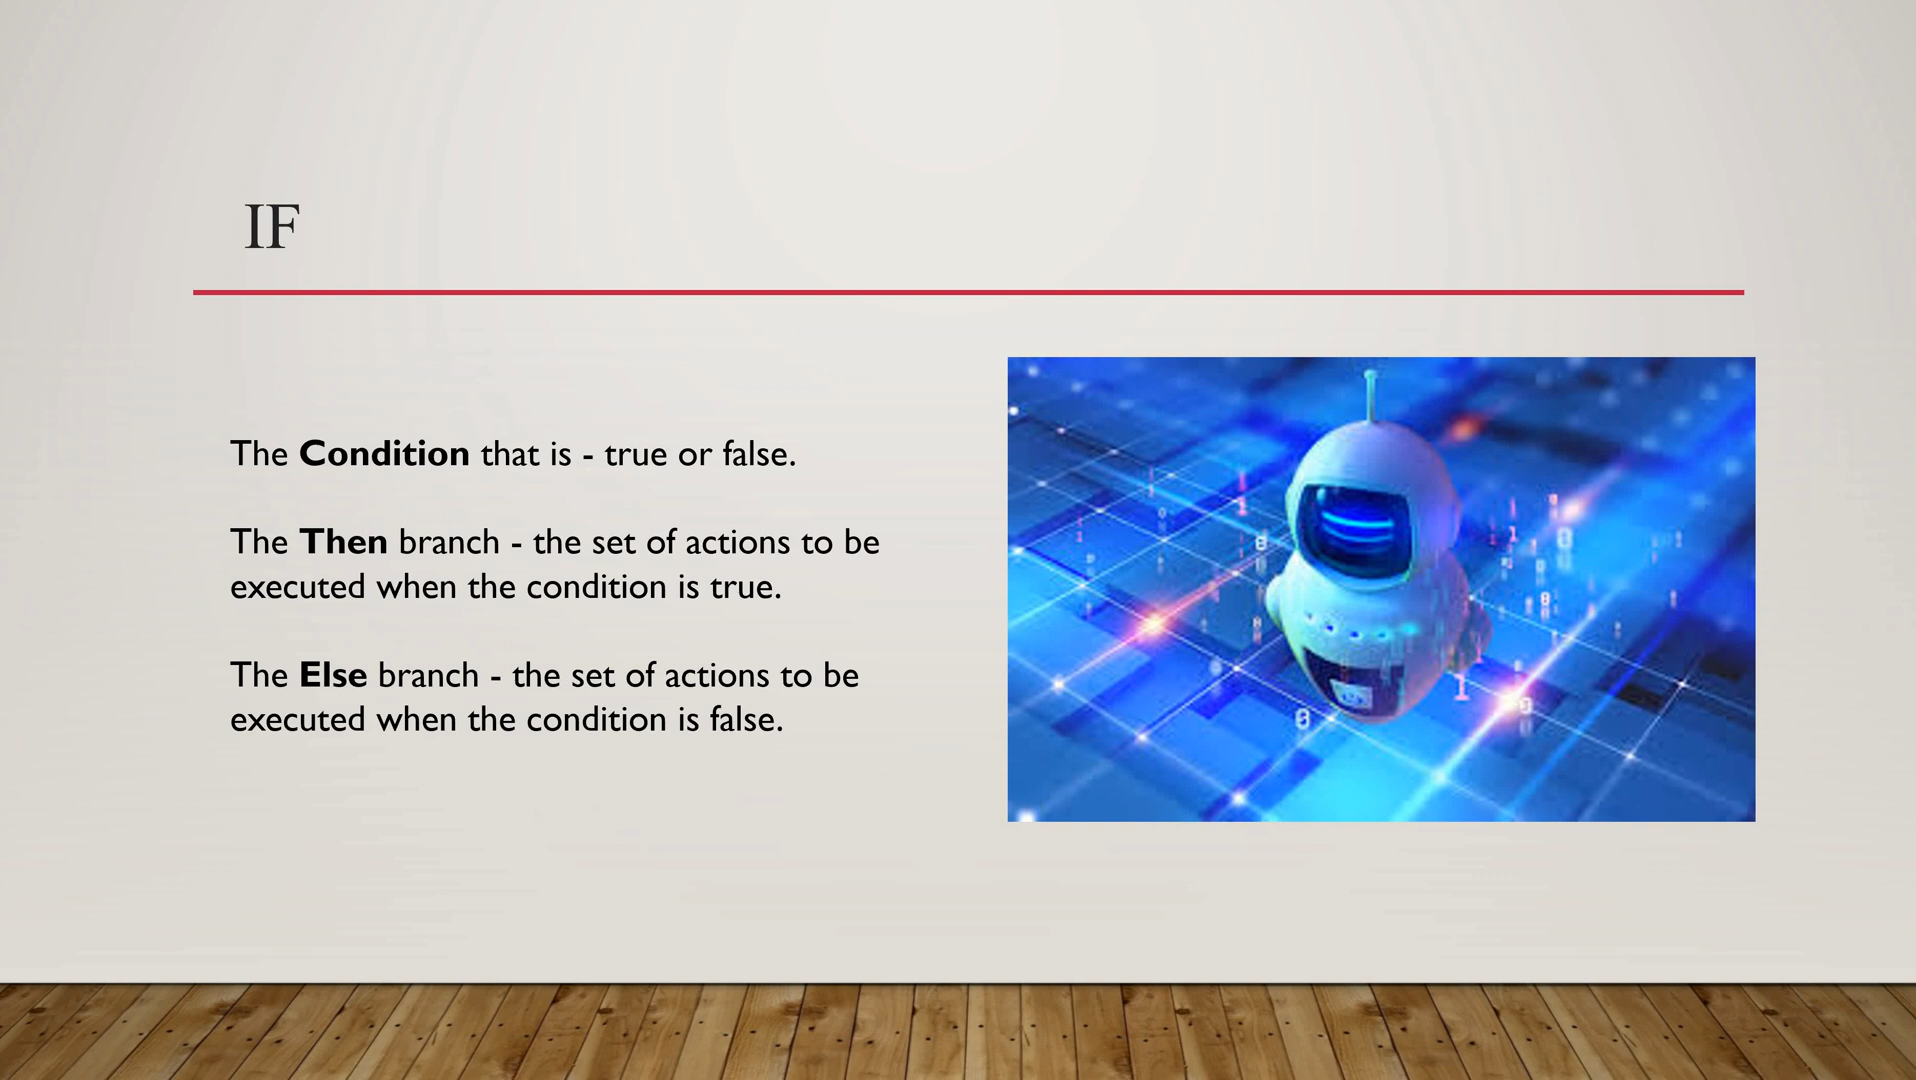 IF
The Condition that is - true or false.
The Then branch - the set of actions to be
executed when the condition is true.
The Else branch - the set of actions to be
executed when the condition is false.